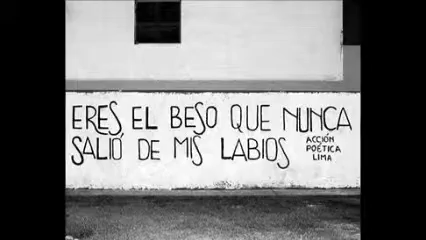 ERES EL BESO QUE NUNCA
SALIÓ DE MIS LABIOS
ACCIÓN
POÉTICA
LIMA